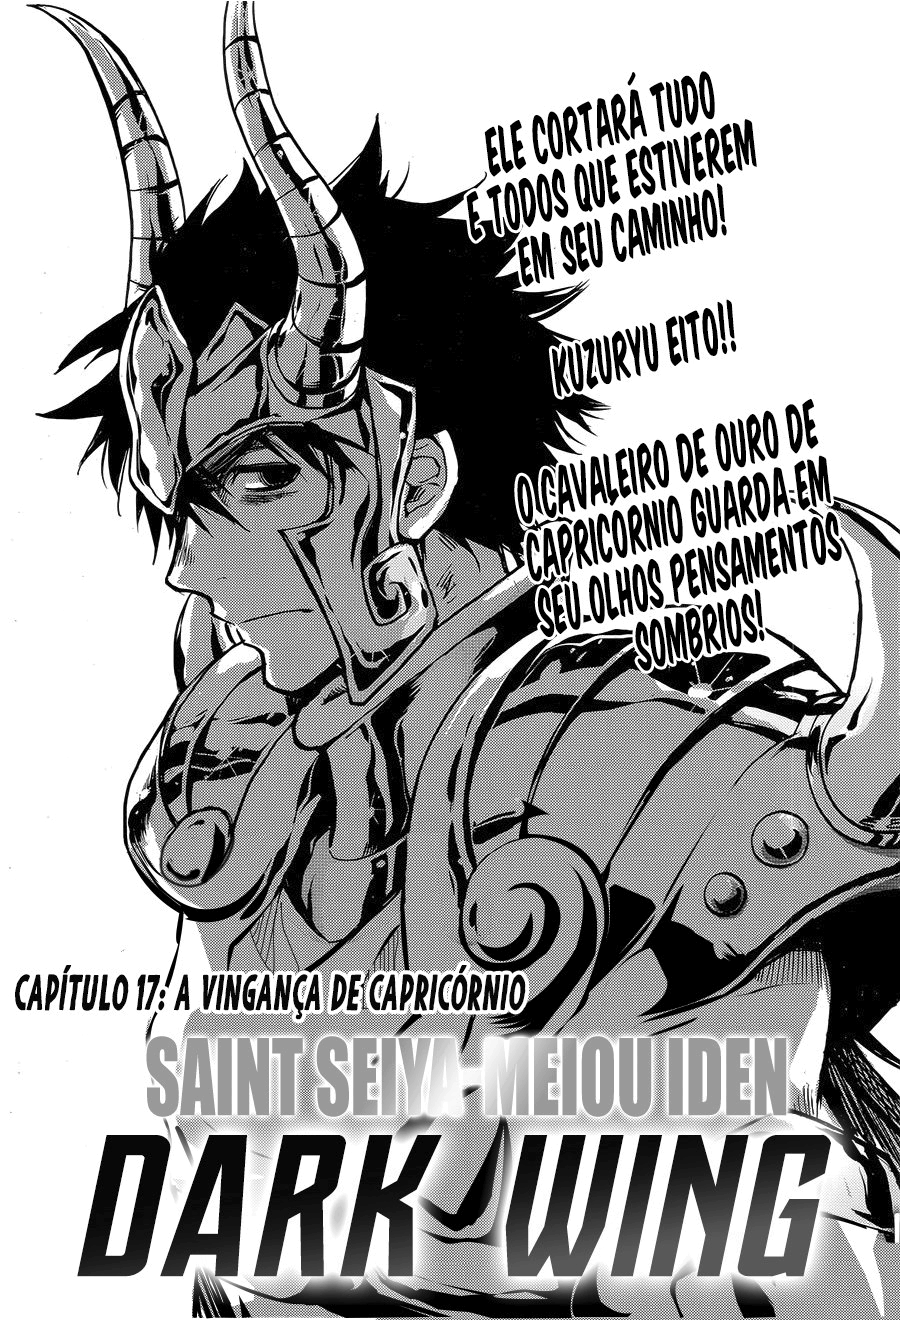 ELE CORTARÁ TUDO
E TODOS QUE ESTIVEREM
EM SEU CAMINHO!
KUZURYU EITO!!
O CAVALEIRO DE OURO DE
CAPRICORNIO GUARDA EM
SEU OLHOS PENSAMENTOS
SOMBRIOS!
CAPÍTULO 17: A VINGANÇA DE CAPRICÓRNIO
SAINT SEIYA MEIOU IDEN
DARK WING